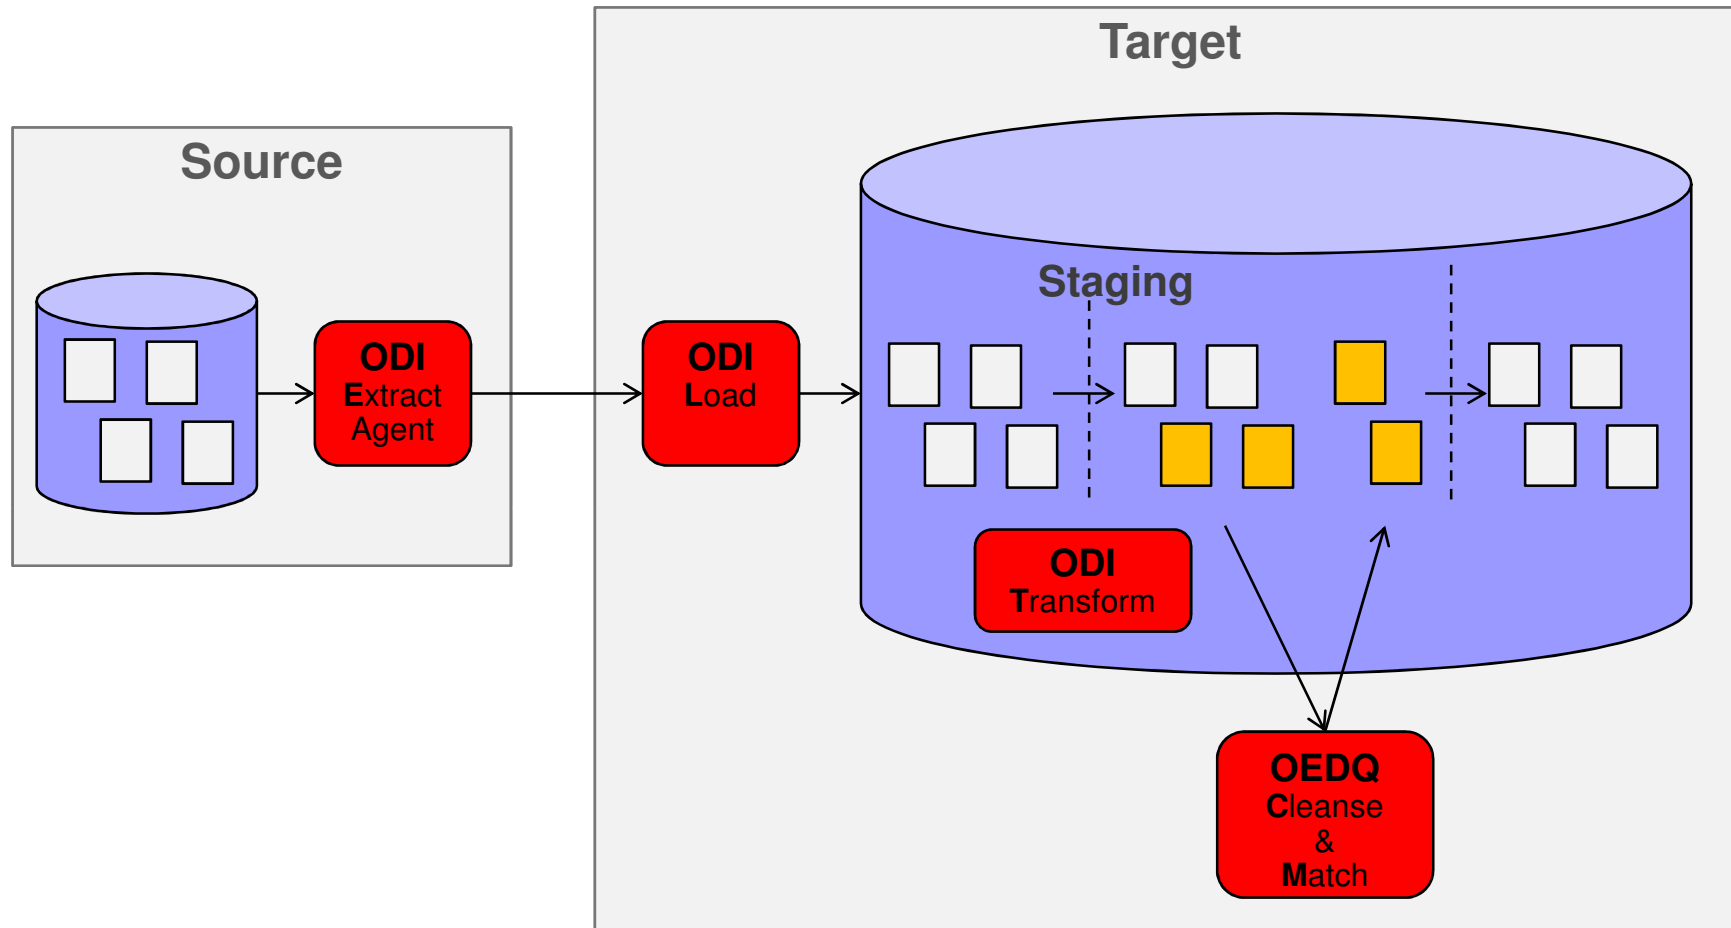 Target
Source
Staging
ODI
Extract
Agent
ODI
Load
ODI
Transform
OEDQ
Cleanse
&
Match